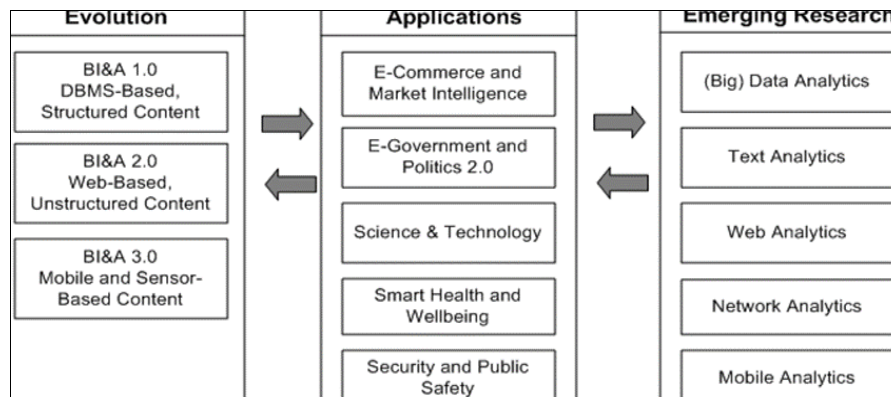 Evolution
BI&A 1.0
DBMS-Based,
Structured Content
BI&A 2.0
Web-Based,
Unstructured Content
BI&A 3.0
Mobile and Sensor-
Based Content
Applications
E-Commerce and
Market Intelligence
E-Government and
Politics 2.0
Science & Technology
Smart Health and
Wellbeing
Security and Public
Safety
Emerging Research
(Big) Data Analytics
Text Analytics
Web Analytics
Network Analytics
Mobile Analytics